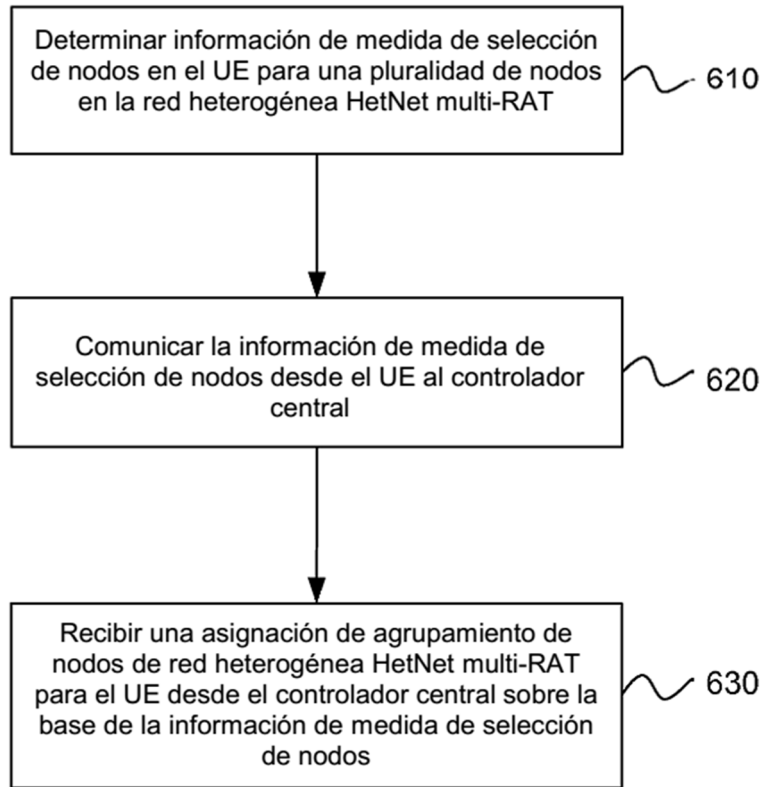 Determinar información de medida de selección
de nodos en el UE para una pluralidad de nodos
en la red heterogénea HetNet multi-RAT
610
Comunicar la información de medida de
selección de nodos desde el UE al controlador
central
620
Recibir una asignación de agrupamiento de
nodos de red heterogénea HetNet multi-RAT
para el UE desde el controlador central sobre la
base de la información de medida de selección
de nodos
630